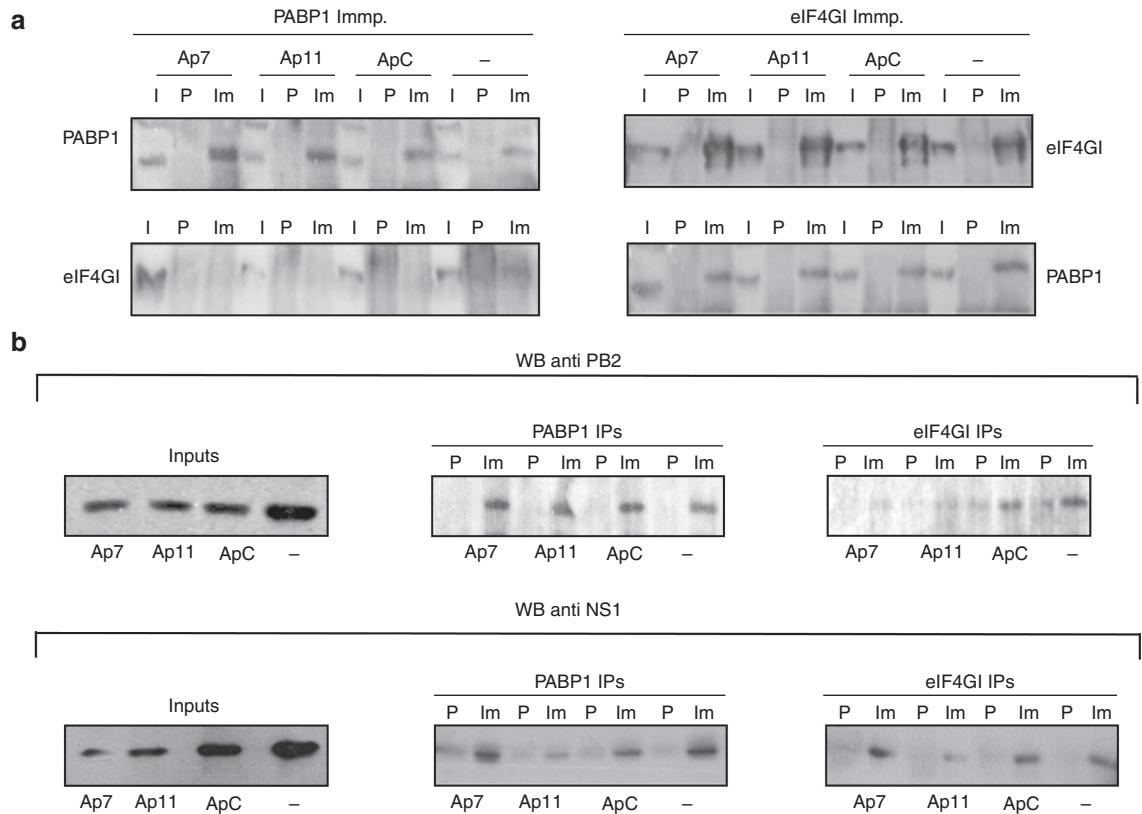 a
PABP1 Immp.
eIF4GI Immp.
Ap7 Ap11 ApC –
Ap7 Ap11 ApC –
I P Im I P Im I P Im I P Im
I P Im I P Im I P Im I P Im
PABP1
eIF4GI
I P Im I P Im I P Im I P Im
I P Im I P Im I P Im I P Im
eIF4GI
PABP1
b
WB anti PB2
Inputs
PABP1 IPs
eIF4GI IPs
P Im P Im P Im P Im
P Im P Im P Im P Im
Ap7 Ap11 ApC –
Ap7 Ap11 ApC –
Ap7 Ap11 ApC –
WB anti NS1
Inputs
PABP1 IPs
eIF4GI IPs
P Im P Im P Im P Im
P Im P Im P Im P Im
Ap7 Ap11 ApC –
Ap7 Ap11 ApC –
Ap7 Ap11 ApC –